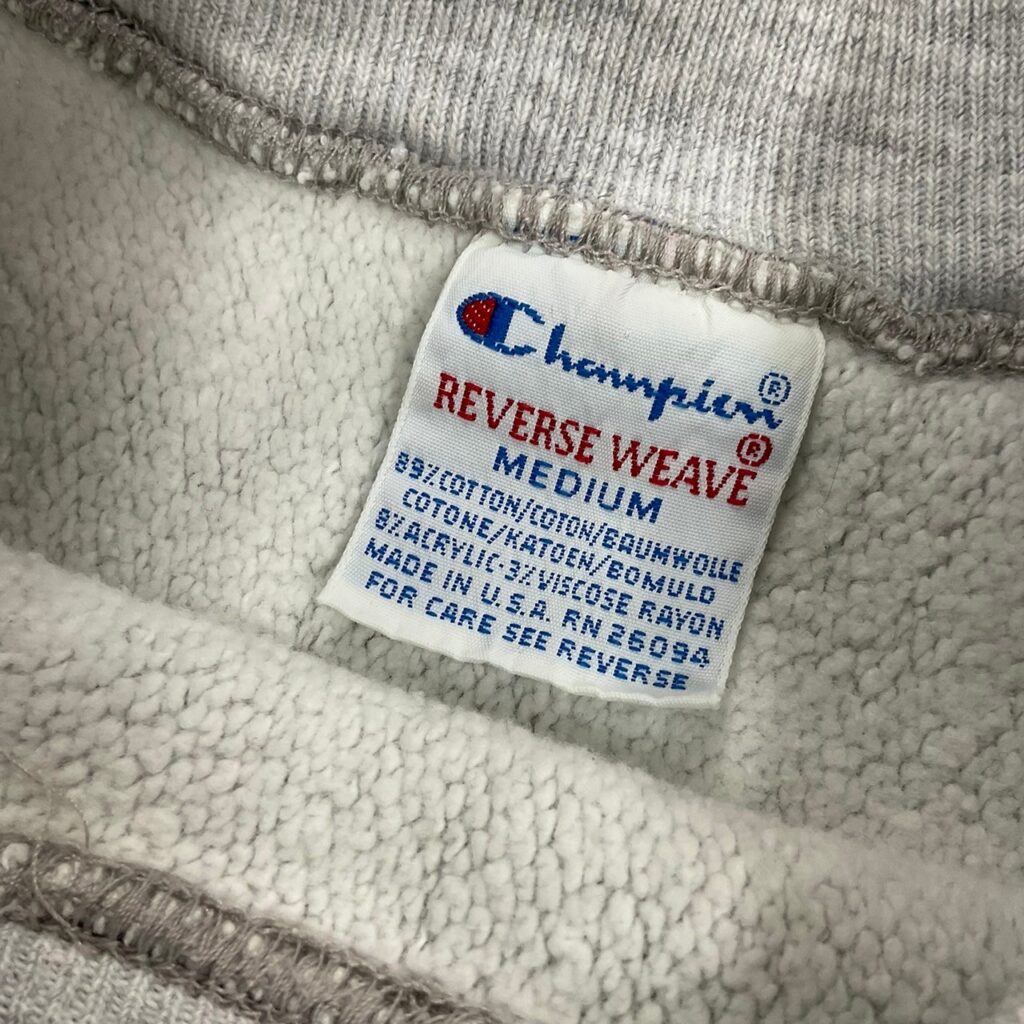 Champion®
REVERSE WEAVE®
MEDIUM
89%COTTON/COTON/BAUMWOLLE
COTONE/KATOEN/BOMULD
8%ACRYLIC-3%VISCOSE RAYON
MADE IN U.S.A. RN 26094
FOR CARE SEE REVERSE